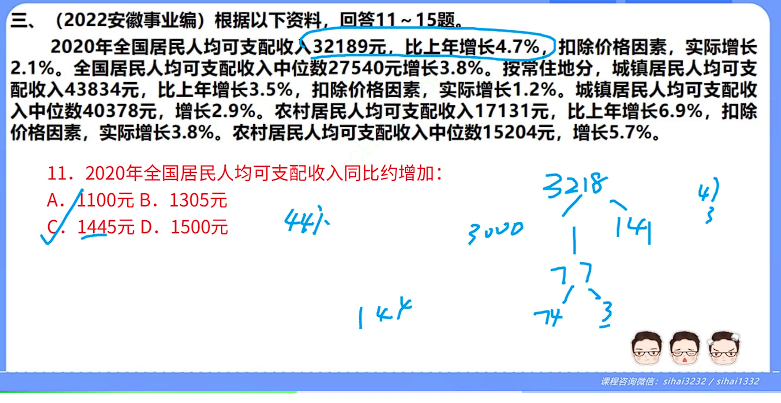 三、（2022安徽事业编）根据以下资料，回答11～15题。
2020年全国居民人均可支配收入32189元，比上年增长4.7%，扣除价格因素，实际增长
2.1%。全国居民人均可支配收入中位数27540元增长3.8%。按常住地分，城镇居民人均可支
配收入43834元，比上年增长3.5%，扣除价格因素，实际增长1.2%。城镇居民人均可支配收
入中位数40378元，增长2.9%。农村居民人均可支配收入17131元，比上年增长6.9%，扣除
价格因素，实际增长3.8%。农村居民人均可支配收入中位数15204元，增长5.7%。
11．2020年全国居民人均可支配收入同比约增加：
A．1100元 B．1305元
C．1445元 D．1500元
3218
3000
141
77
74
3
144
3
课程咨询微信：sihai3232 / sihai1332